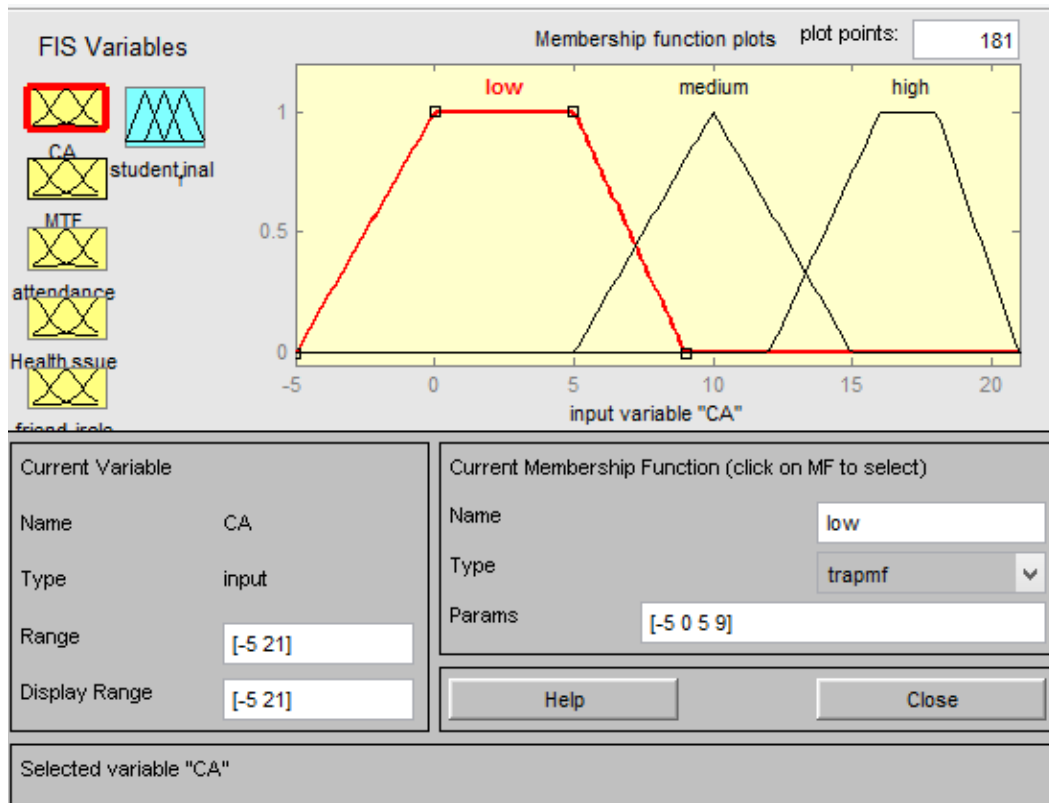 FIS Variables
Membership function plots
plot points:
181
CA
student_final
MTF
attendance
Health ssue
low
medium
high
1
0.5
0
-5
0
5
10
15
20
input variable "CA"
Current Variable
Name
CA
Type
input
Range
[-5 21]
Display Range
[-5 21]
Current Membership Function (click on MF to select)
Name
low
Type
trapmf
Params
[-5 0 5 9]
Help
Close
Selected variable "CA"